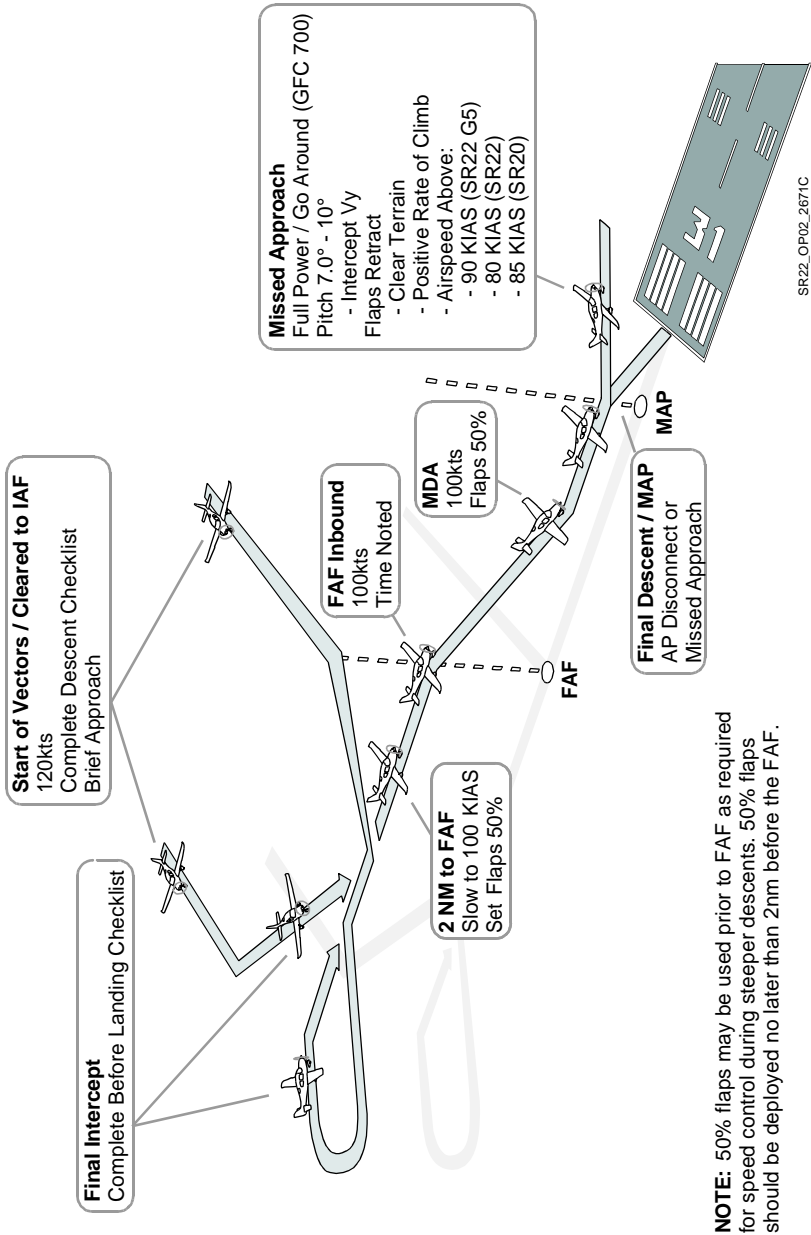 Start of Vectors / Cleared to IAF
120kts
Complete Descent Checklist
Brief Approach
Final Intercept
Complete Before Landing Checklist
2 NM to FAF
Slow to 100 KIAS
Set Flaps 50%
FAF Inbound
100kts
Time Noted
FAF
MDA
100kts
Flaps 50%
Missed Approach
Full Power / Go Around (GFC 700)
Pitch 7.0° - 10°
- Intercept Vy
Flaps Retract
- Clear Terrain
- Positive Rate of Climb
- Airspeed Above:
- 90 KIAS (SR22 G5)
- 80 KIAS (SR22)
- 85 KIAS (SR20)
MAP
Final Descent / MAP
AP Disconnect or
Missed Approach
31
NOTE: 50% flaps may be used prior to FAF as required
for speed control during steeper descents. 50% flaps
should be deployed no later than 2nm before the FAF.
SR22_OP02_2671C